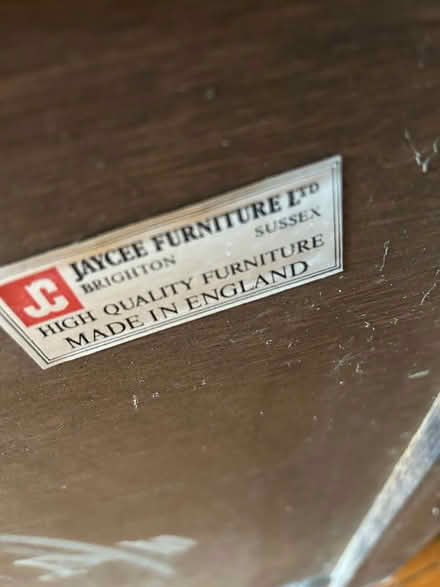 JAYCEE FURNITURE LTD
BRIGHTON SUSSEX
JC
HIGH QUALITY FURNITURE
MADE IN ENGLAND